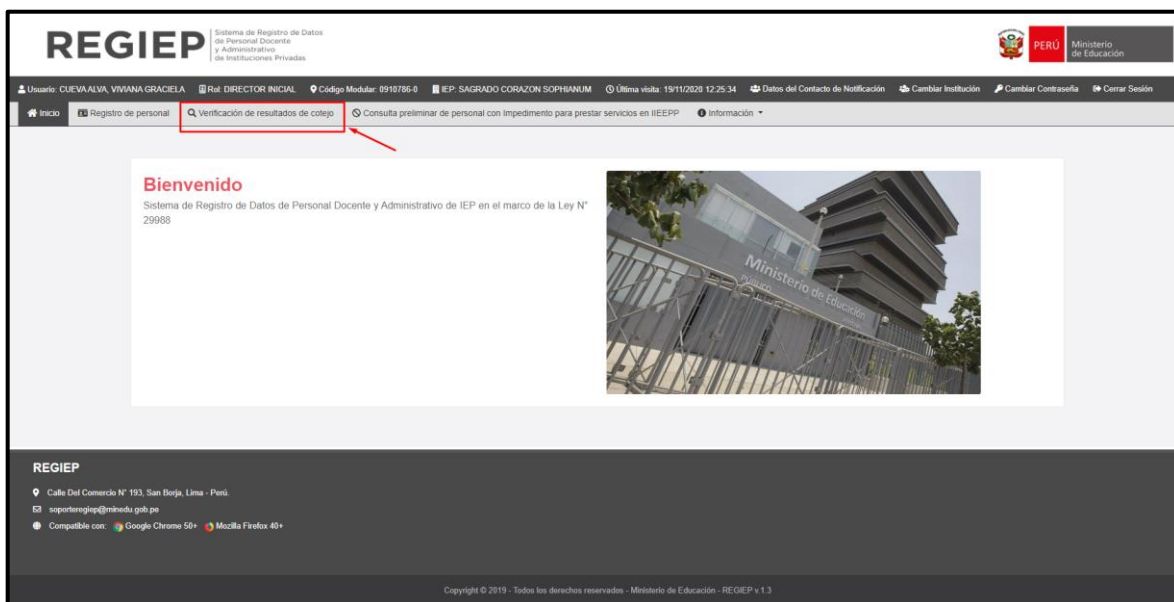 REGIEP
Sistema de Registro de Datos
de Personal Docente
y Administrativo
de Instituciones Privadas
PERÚ
Ministerio
de Educación
Usuario: CUEVA ALVA, VIVIANA GRACIELA Rol: DIRECTOR INICIAL Código Modular: 0910786-0 IEP: SAGRADO CORAZON SOPHIANUM Última visita: 19/11/2020 12:25:34 Datos del Contacto de Notificación Cambiar Institución Cambiar Contraseña Cerrar Sesión
Inicio Registro de personal Verificación de resultados de cotejo Consulta preliminar de personal con Impedimento para prestar servicios en IIEEPP Información
Bienvenido
Sistema de Registro de Datos de Personal Docente y Administrativo de IEP en el marco de la Ley N°
29988
Ministerio de Educación
REGIEP
Calle Del Comercio N° 193, San Borja, Lima - Perú.
soporteregiep@minedu.gob.pe
Compatible con: Google Chrome 50+ Mozilla Firefox 40+
Copyright © 2019 - Todos los derechos reservados - Ministerio de Educación - REGIEP v.1.3